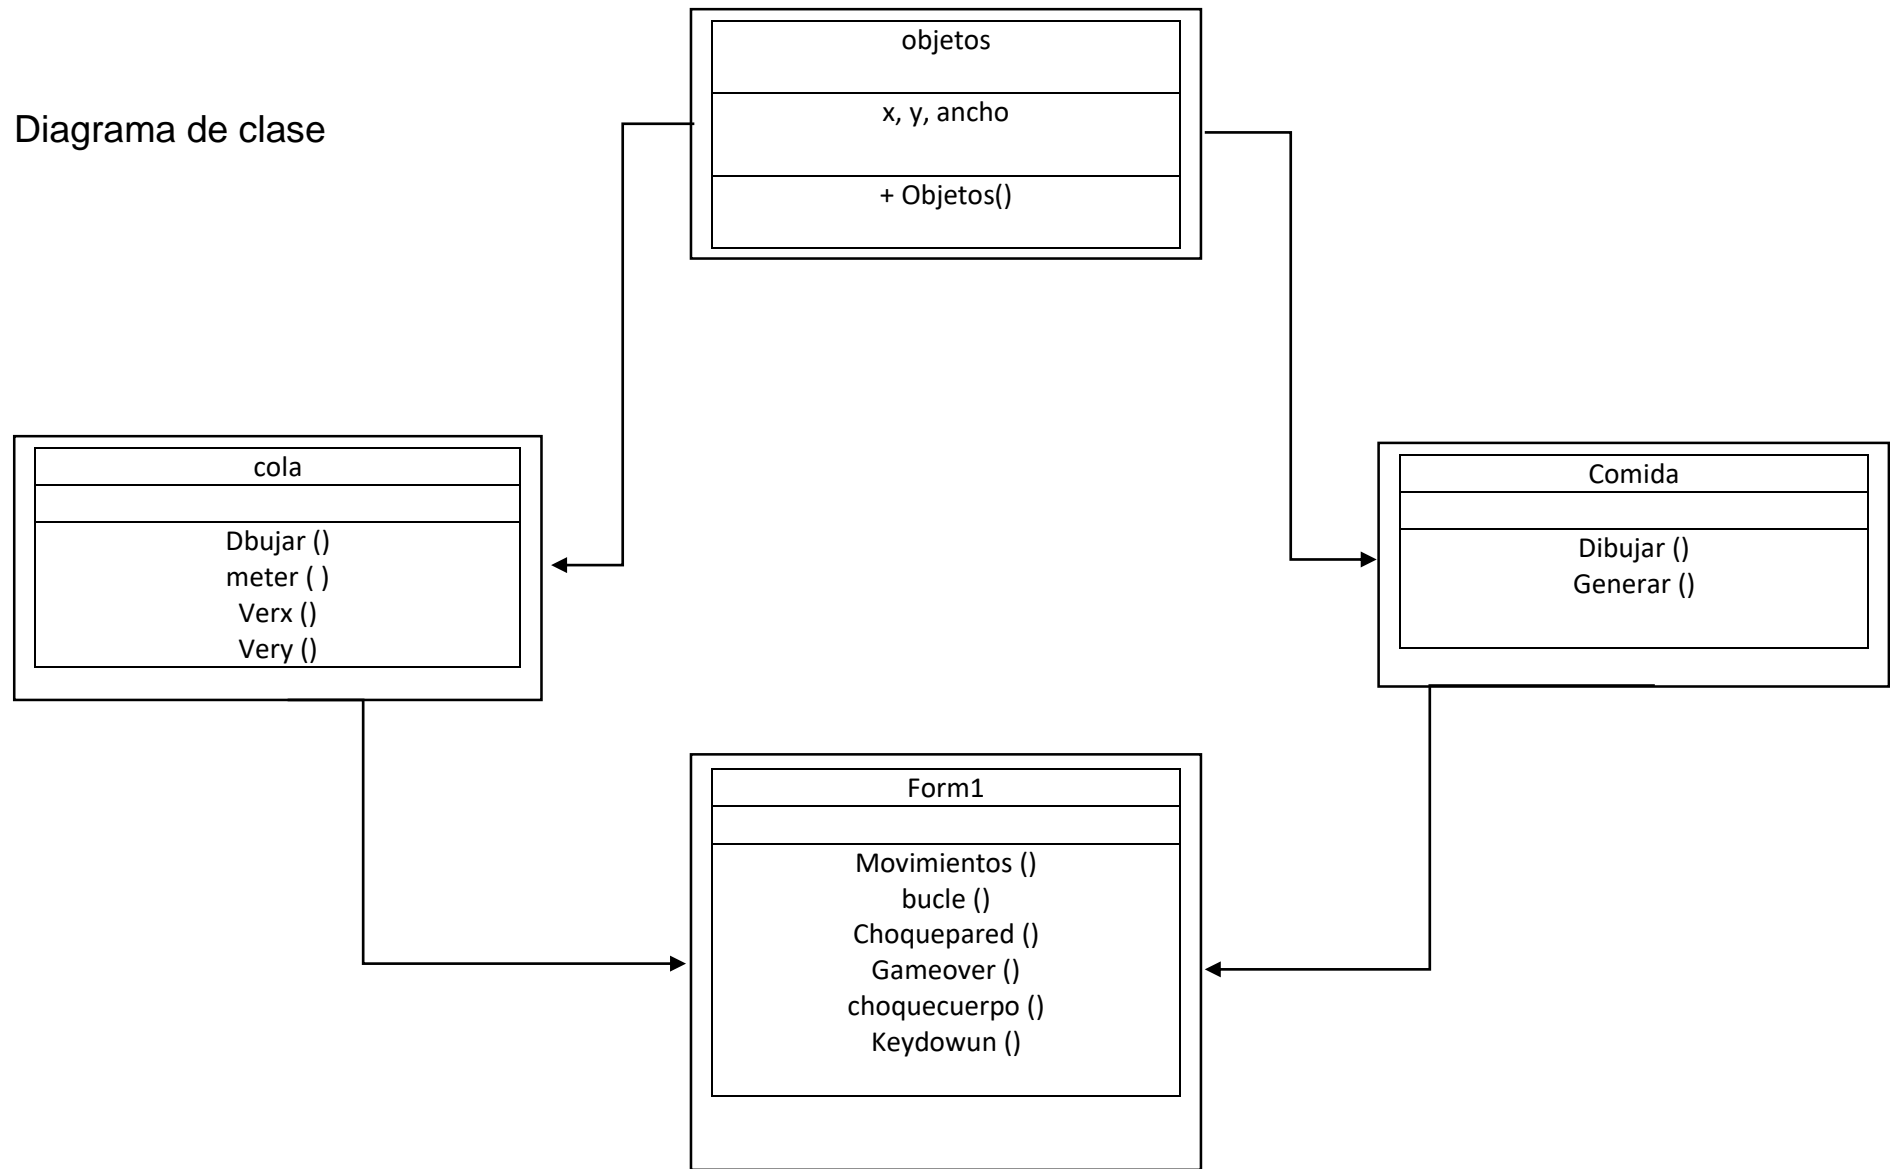 objetos
x, y, ancho
+ Objetos()
Diagrama de clase
cola
Dbujar ()
meter ( )
Verx ()
Very ()
Comida
Dibujar ()
Generar ()
Form1
Movimientos ()
bucle ()
Choquepared ()
Gameover ()
choquecuerpo ()
Keydowun ()